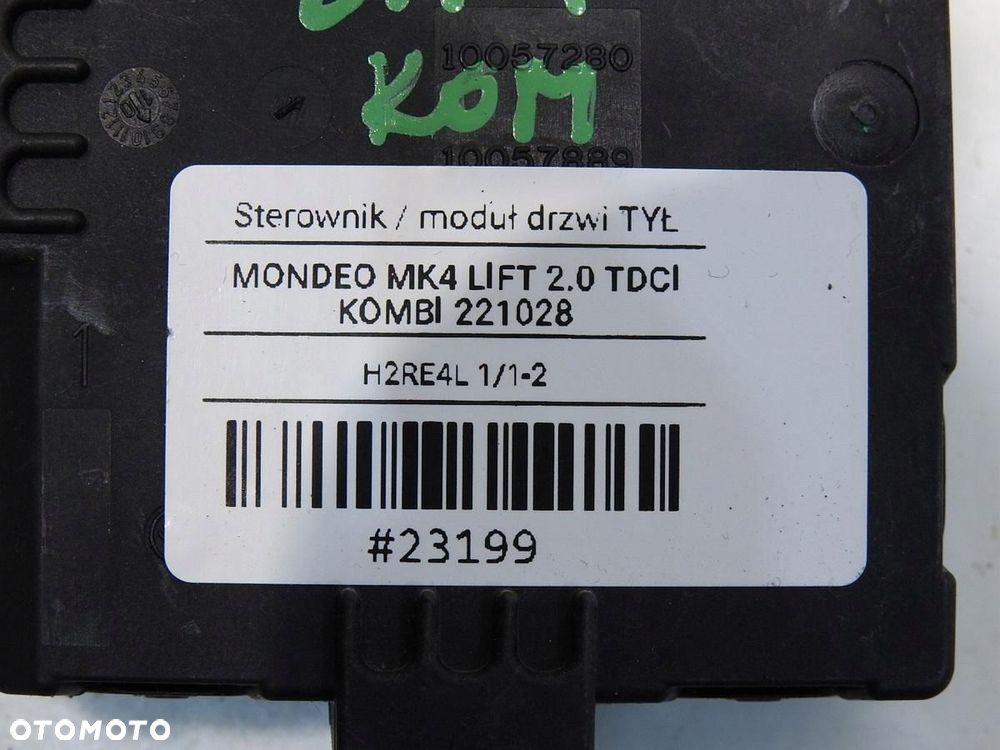 10057280
KOM
10057889
Sterownik / moduł drzwi TYŁ
MONDEO MK4 LIFT 2.0 TDCI
KOMBI 221028
H2RE4L 1/1-2
#23199
1
OTOMOTO